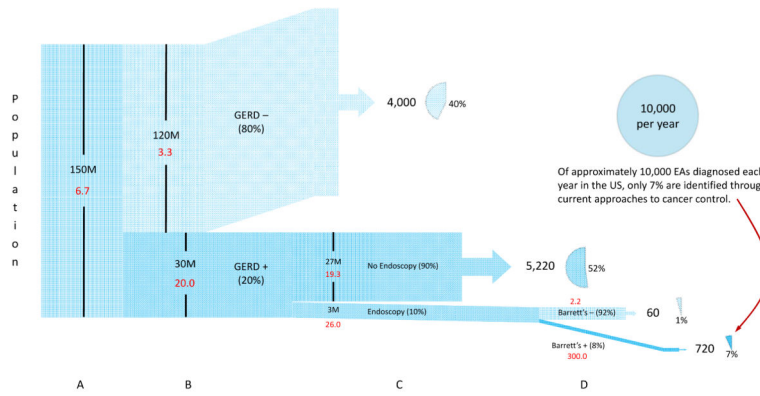 Population
150M
6.7
120M
3.3
GERD –
(80%)
4,000
40%
10,000
per year
Of approximately 10,000 EAs diagnosed each
year in the US, only 7% are identified through
current approaches to cancer control.
30M
20.0
GERD +
(20%)
27M
19.3
No Endoscopy (90%)
5,220
52%
3M
26.0
Endoscopy (10%)
2.2
Barrett's – (92%)
60
1%
Barrett's + (8%)
300.0
720
7%
A B C D